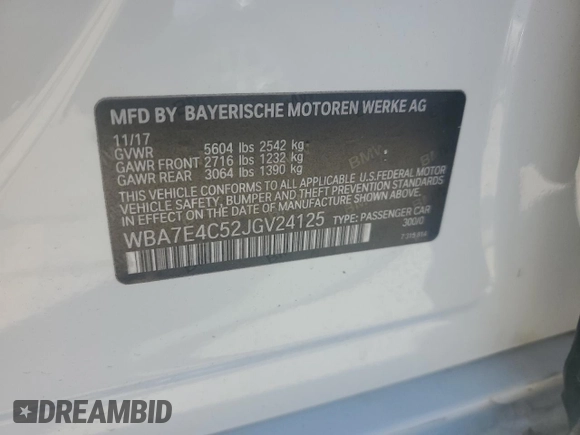 MFD BY BAYERISCHE MOTOREN WERKE AG
11/17
GVWR 5604 lbs 2542 kg
GAWR FRONT 2716 lbs 1232 kg
GAWR REAR 3064 lbs 1390 kg
THIS VEHICLE CONFORMS TO ALL APPLICABLE U.S.FEDERAL MOTOR
VEHICLE SAFETY, BUMPER AND THEFT PREVENTION STANDARDS
IN EFFECT ON THE DATE OF MANUFACTURE SHOWN ABOVE.
WBA7E4C52JGV24125 TYPE: PASSENGER CAR
300/0
DREAMBID